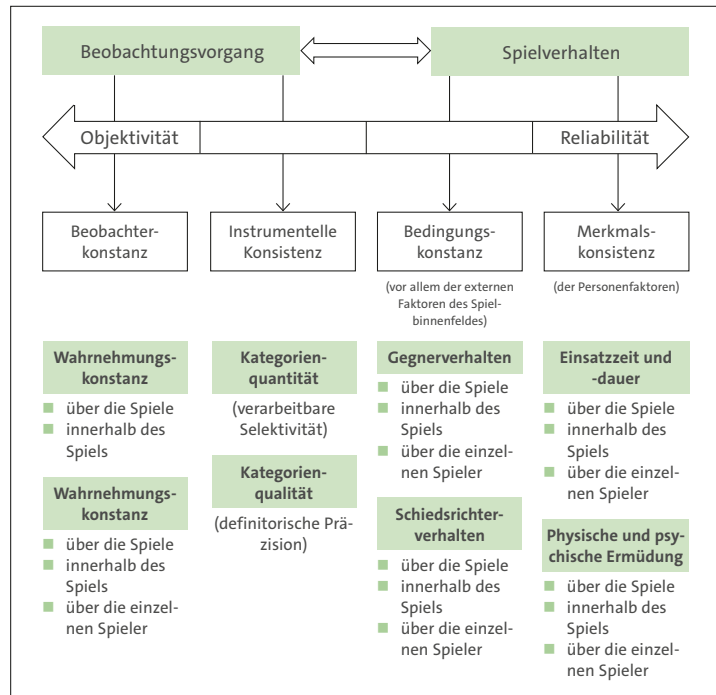 Beobachtungsvorgang
Spielverhalten
Objektivität
Reliabilität
Beobachter-
konstanz
Instrumentelle
Konsistenz
Bedingungs-
konstanz
(vor allem der externen
Faktoren des Spiel-
binnenfeldes)
Merkmals-
konsistenz
(der Personenfaktoren)
Wahrnehmungs-
konstanz
über die Spiele
innerhalb des
Spiels
Wahrnehmungs-
konstanz
über die Spiele
innerhalb des
Spiels
über die einzel-
nen Spieler
Kategorien-
quantität
(verarbeitbare
Selektivität)
Kategorien-
qualität
(definitorische Prä-
zision)
Gegnerverhalten
über die Spiele
innerhalb des
Spiels
über die einzel-
nen Spieler
Schiedsrichter-
verhalten
über die Spiele
innerhalb des
Spiels
über die einzel-
nen Spieler
Einsatzzeit und
-dauer
über die Spiele
innerhalb des
Spiels
über die einzel-
nen Spieler
Physische und psy-
chische Ermüdung
über die Spiele
innerhalb des
Spiels
über die einzel-
nen Spieler